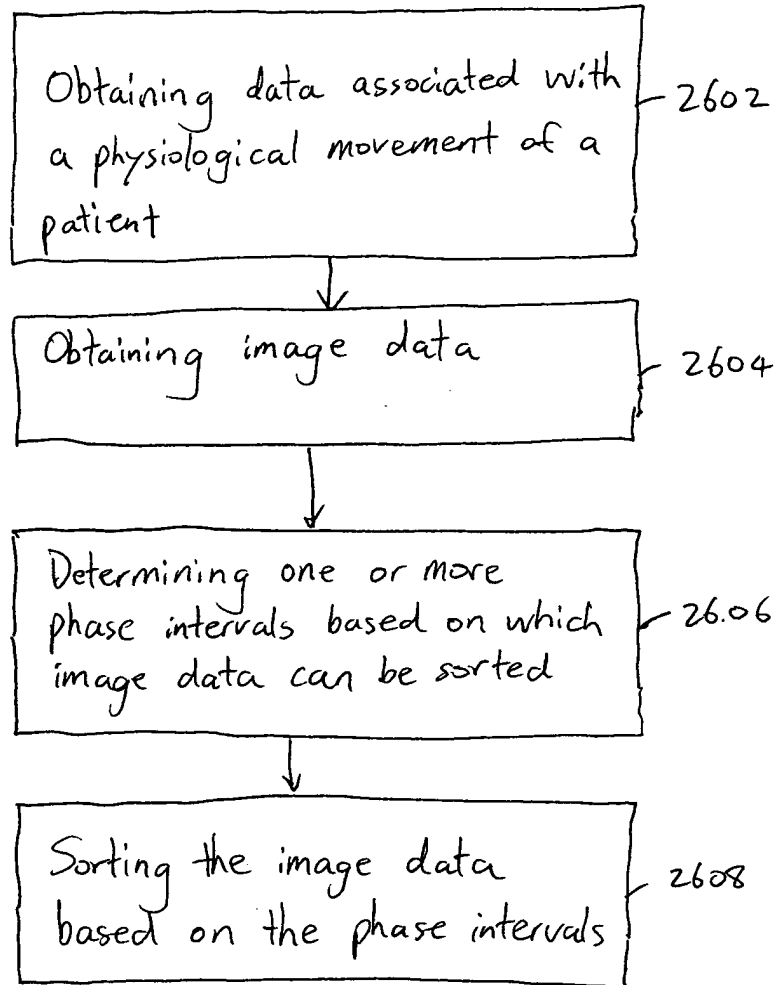 Obtaining data associated with
a physiological movement of a
patient
2602
Obtaining image data
2604
Determining one or more
phase intervals based on which
image data can be sorted
26.06
Sorting the image data
based on the phase intervals
2608